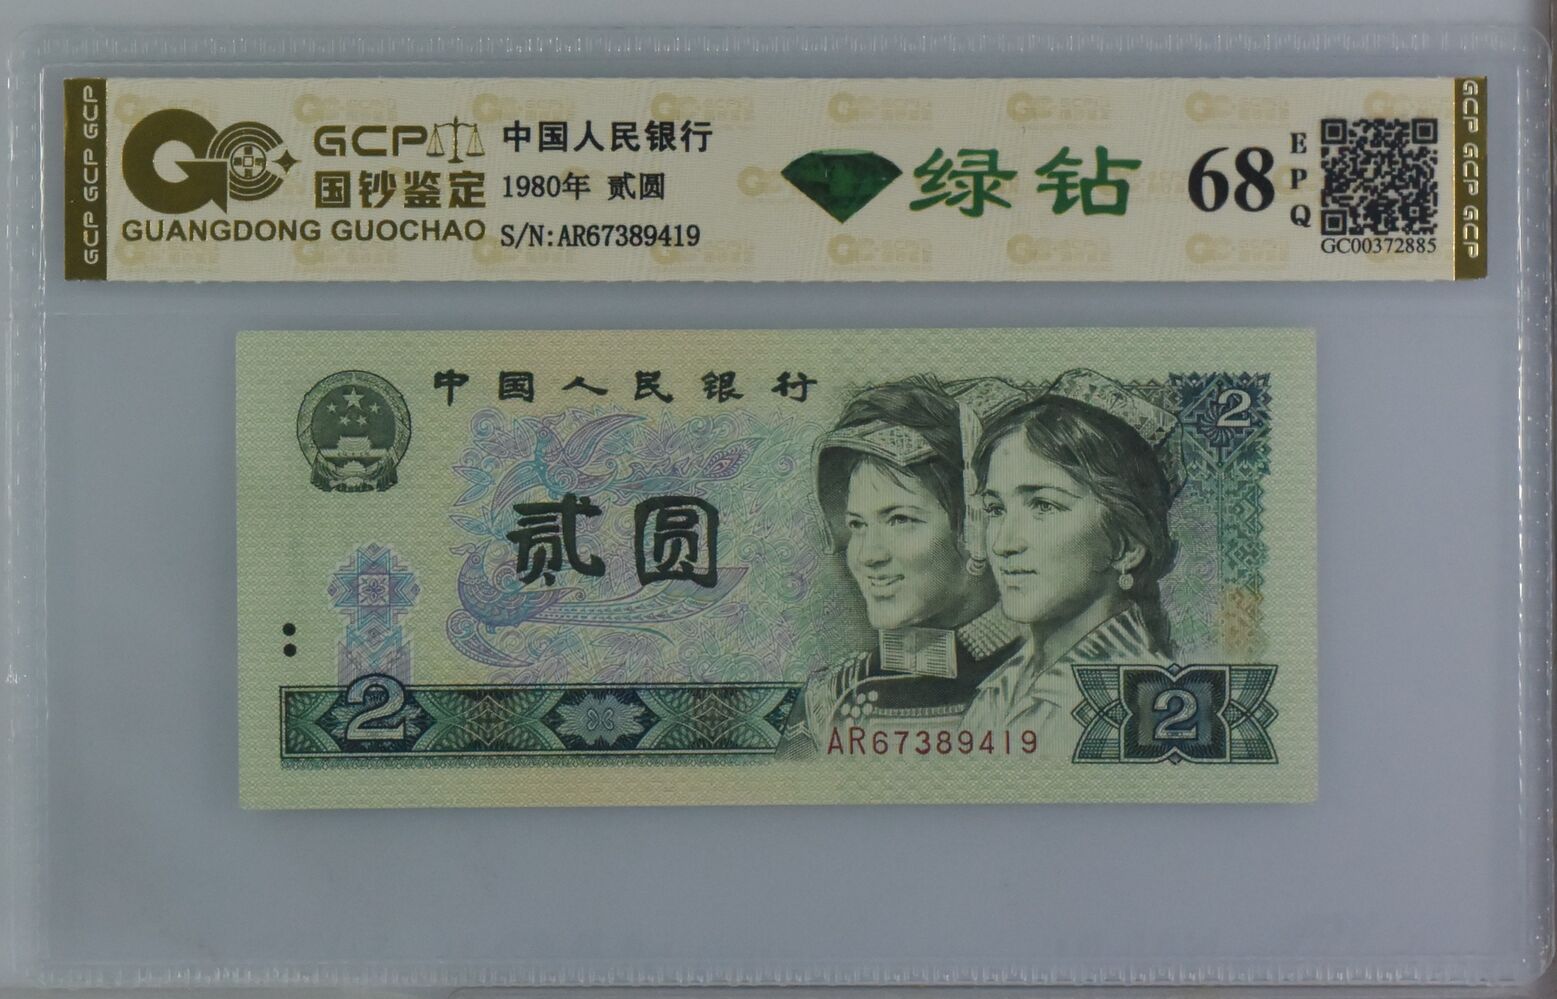 GCP GCP GCP
GCP
国钞鉴定
GUANGDONG GUOCHAO
中国人民银行
1980年 贰圆
S/N:AR67389419
绿钻
68
EPQ
GC00372885
GCP GCP GCP GCP
中国人民银行
2
贰圆
2
AR67389419
2